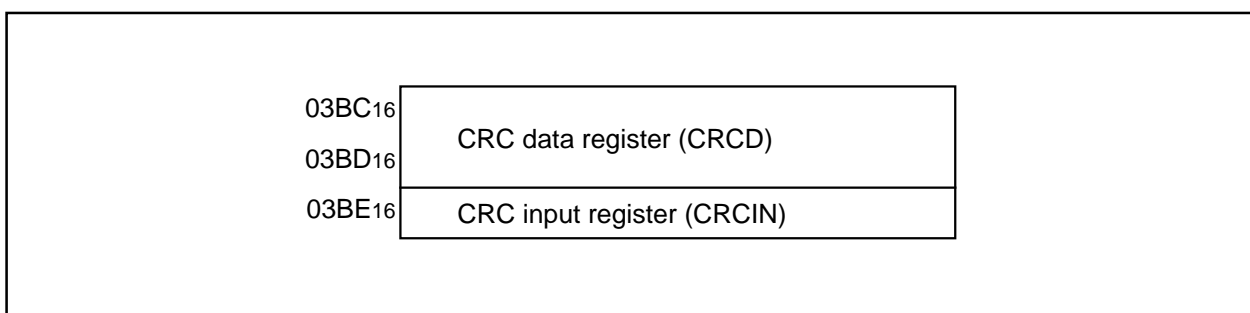 03BC16
CRC data register (CRCD)
03BD16
03BE16
CRC input register (CRCIN)